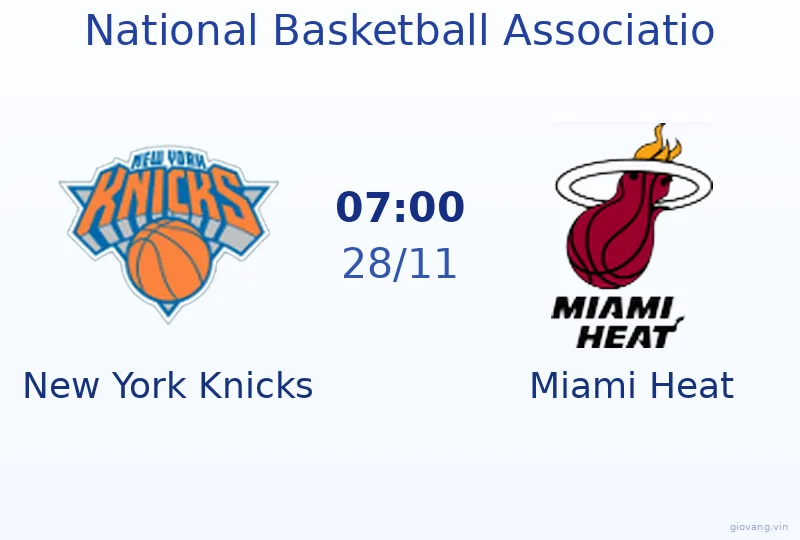 National Basketball Associatio
NEW YORK
KNICKS
07:00
28/11
MIAMI
HEAT
New York Knicks
Miami Heat
giovang.vin